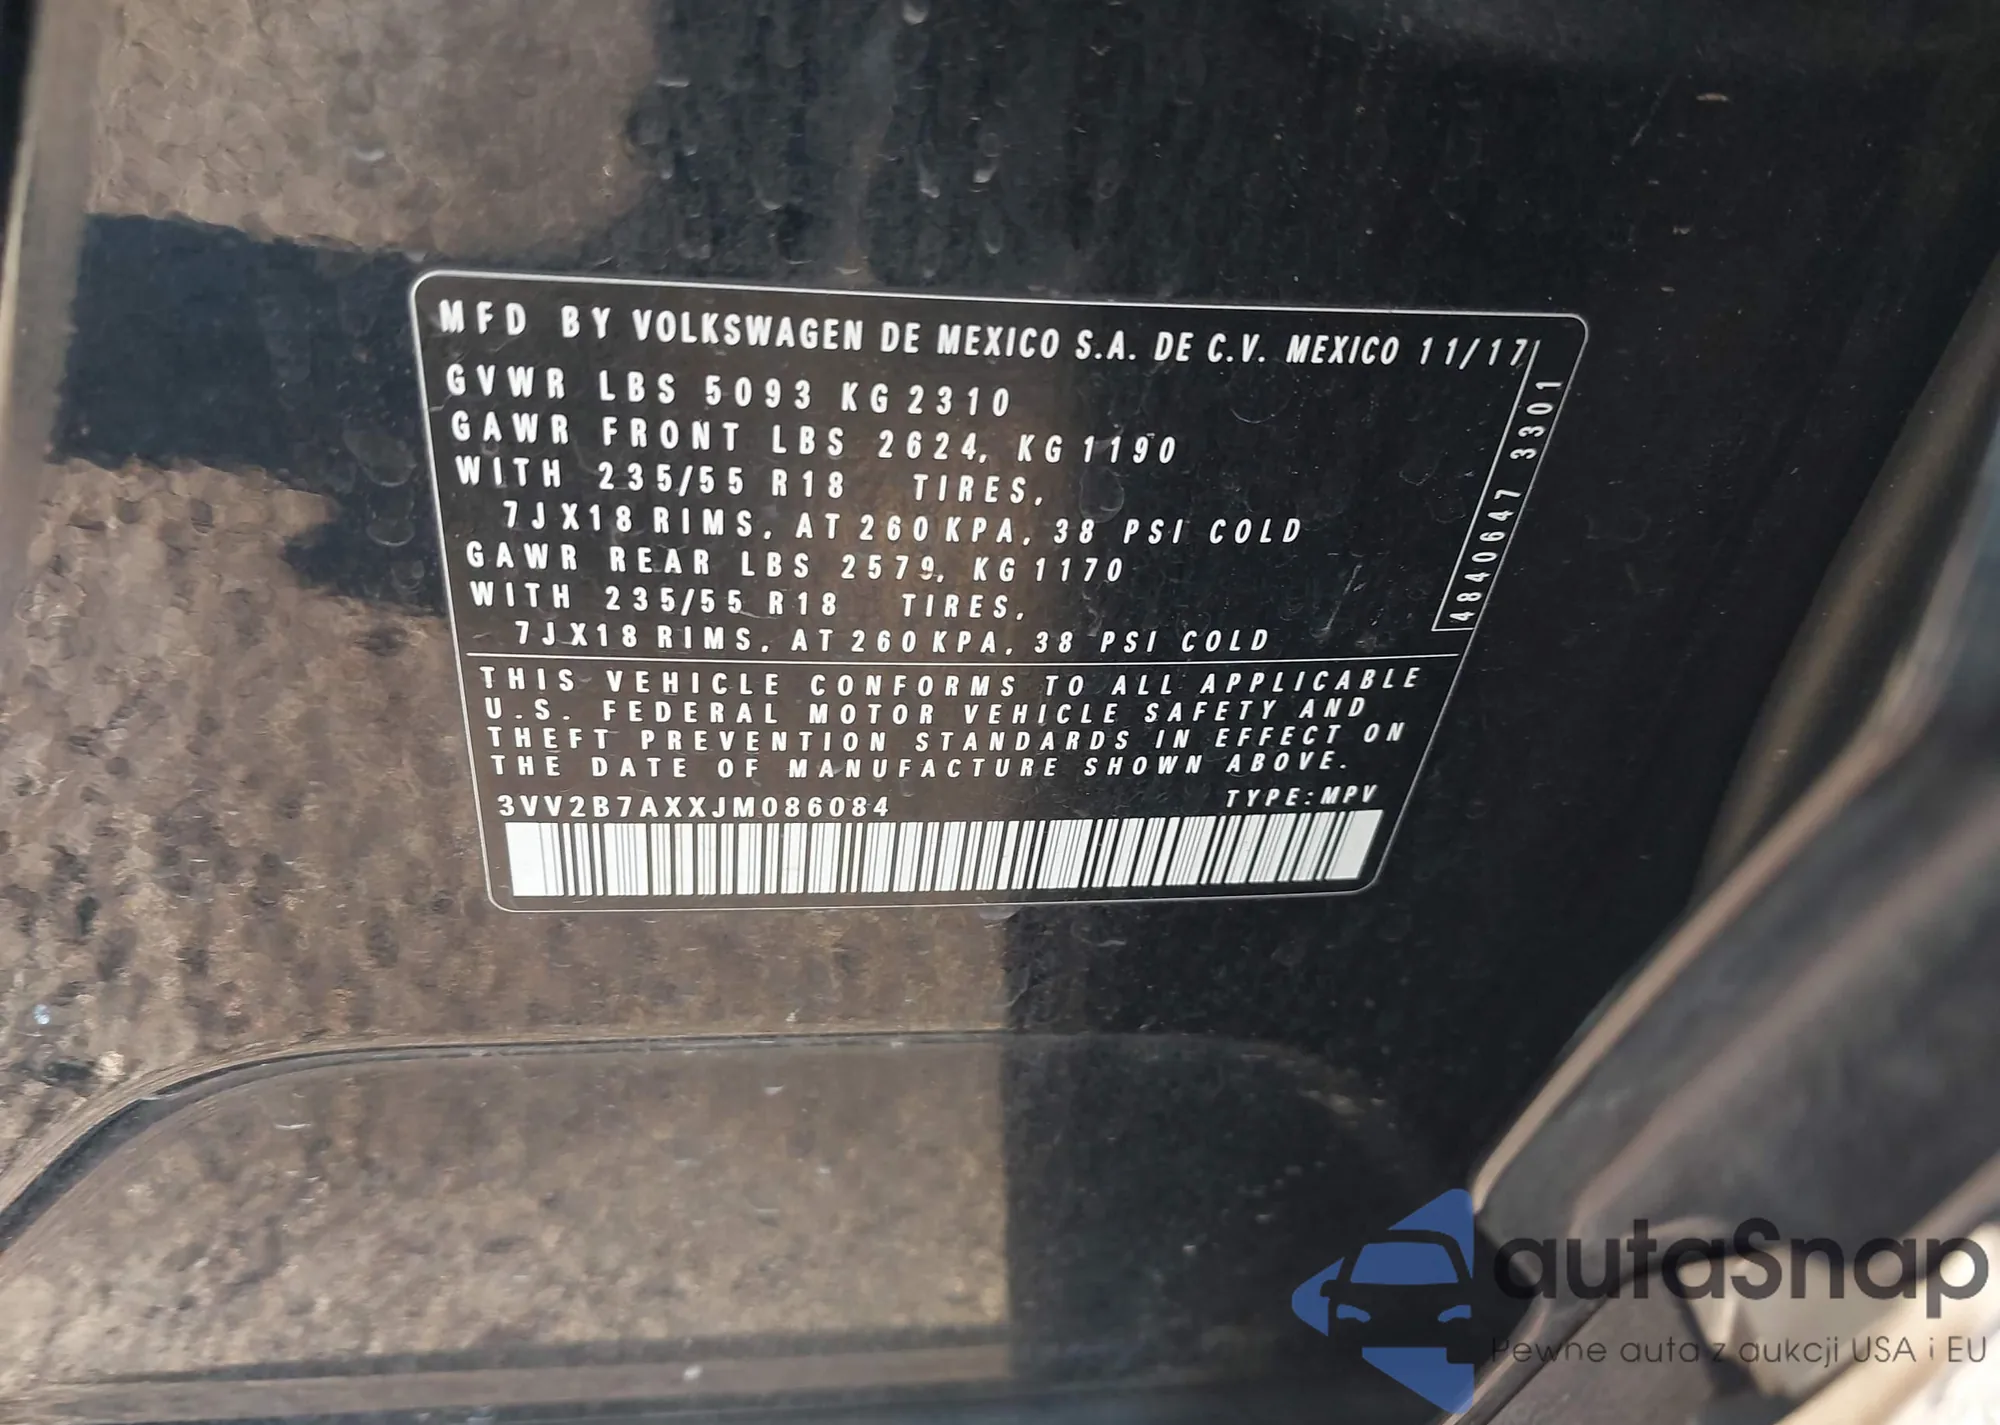 MFD BY VOLKSWAGEN DE MEXICO S.A. DE C.V. MEXICO 11/17
GVWR LBS 5093 KG 2310
GAWR FRONT LBS 2624, KG 1190
WITH 235/55 R18 TIRES,
7JX18 RIMS, AT 260 KPA, 38 PSI COLD
GAWR REAR LBS 2579, KG 1170
WITH 235/55 R18 TIRES,
7JX18 RIMS, AT 260 KPA, 38 PSI COLD
4840647 3301
THIS VEHICLE CONFORMS TO ALL APPLICABLE
U.S. FEDERAL MOTOR VEHICLE SAFETY AND
THEFT PREVENTION STANDARDS IN EFFECT ON
THE DATE OF MANUFACTURE SHOWN ABOVE.
3VV2B7AXXJM086084 TYPE: MPV
autaSnap
Pewne auta z aukcji USA i EU